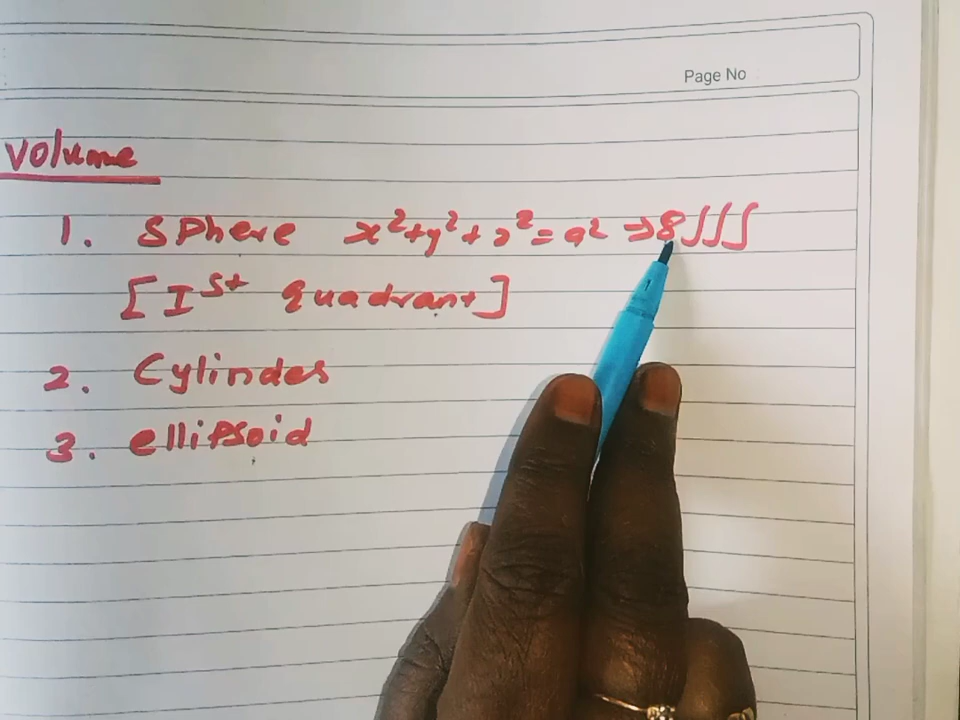 Page No
Volume
1. Sphere x²+y²+z²=a² ⇒ 8∫∫∫
[Ist quadrant]
2. Cylinder
3. ellipsoid